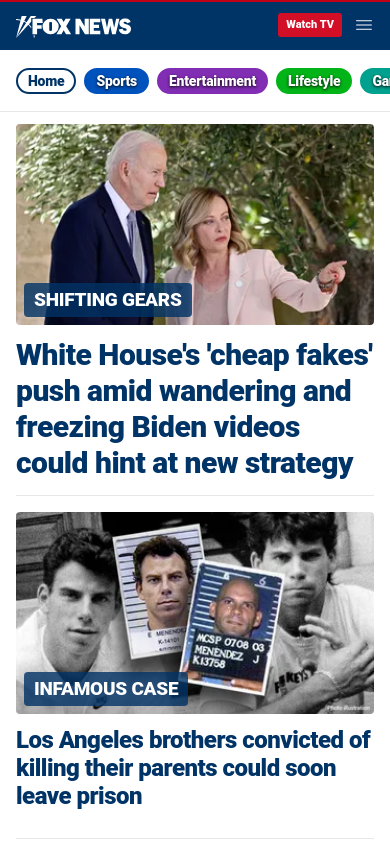 FOX NEWS
Watch TV
Home
Sports
Entertainment
Lifestyle
Ga
SHIFTING GEARS
White House's 'cheap fakes'
push amid wandering and
freezing Biden videos
could hint at new strategy
MENENDEZ
MCSP 0708 03
MENENDEZ J
K13758
INFAMOUS CASE
Photo Illustration
Los Angeles brothers convicted of
killing their parents could soon
leave prison